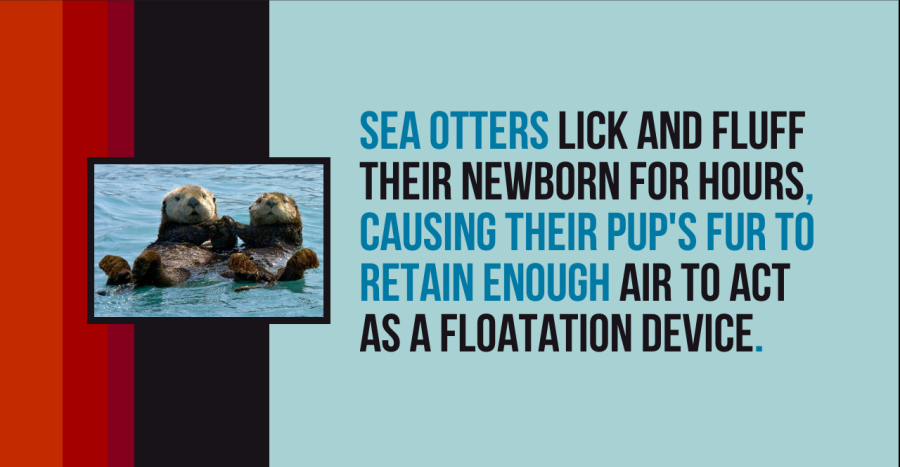 SEA OTTERS LICK AND FLUFF
THEIR NEWBORN FOR HOURS,
CAUSING THEIR PUP'S FUR TO
RETAIN ENOUGH AIR TO ACT
AS A FLOATATION DEVICE.